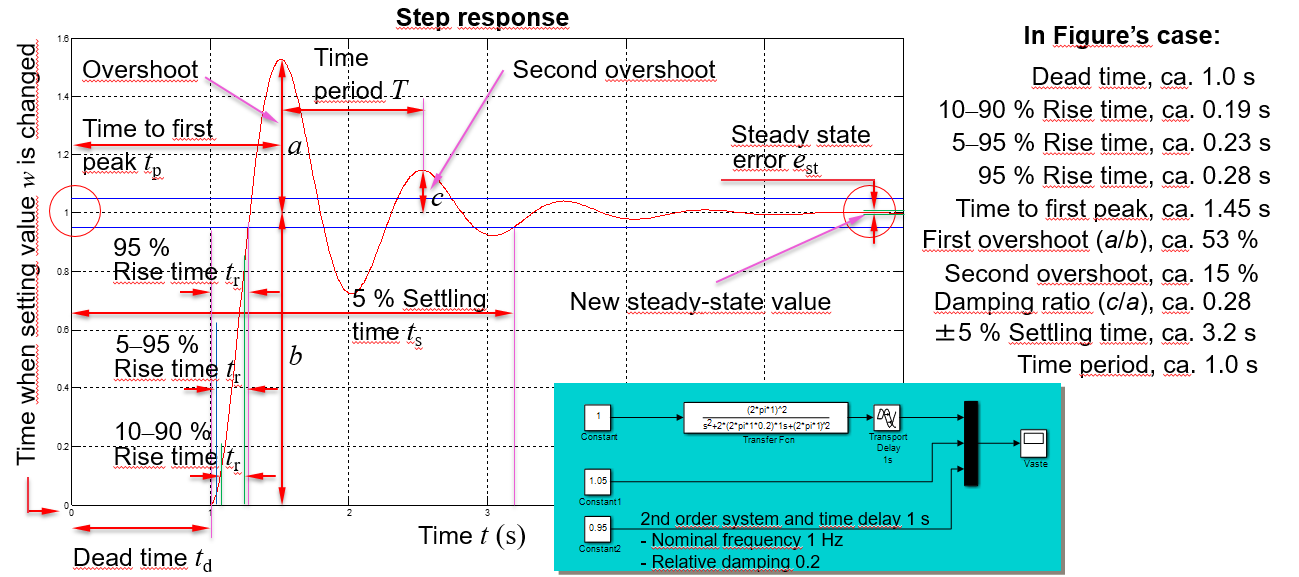 Step response
Time when setting value w is changed
1.6
1.4
1.2
1
0.8
0.6
0.4
0.2
0
0
1
2
3
Time t (s)
Overshoot
Time
period T
Second overshoot
Time to first
peak tp
a
c
b
Steady state
error est
New steady-state value
95 %
Rise time tr
5 % Settling
time ts
5–95 %
Rise time tr
10–90 %
Rise time tr
Dead time td
In Figure's case:
Dead time, ca. 1.0 s
10–90 % Rise time, ca. 0.19 s
5–95 % Rise time, ca. 0.23 s
95 % Rise time, ca. 0.28 s
Time to first peak, ca. 1.45 s
First overshoot (a/b), ca. 53 %
Second overshoot, ca. 15 %
Damping ratio (c/a), ca. 0.28
±5 % Settling time, ca. 3.2 s
Time period, ca. 1.0 s
1
Constant
(2*pi*1)^2
s2+2*(2*pi*1*0.2)*1s+(2*pi*1)^2
Transfer Fcn
Transport
Delay
1s
Vaste
1.05
Constant1
0.95
Constant2
2nd order system and time delay 1 s
- Nominal frequency 1 Hz
- Relative damping 0.2